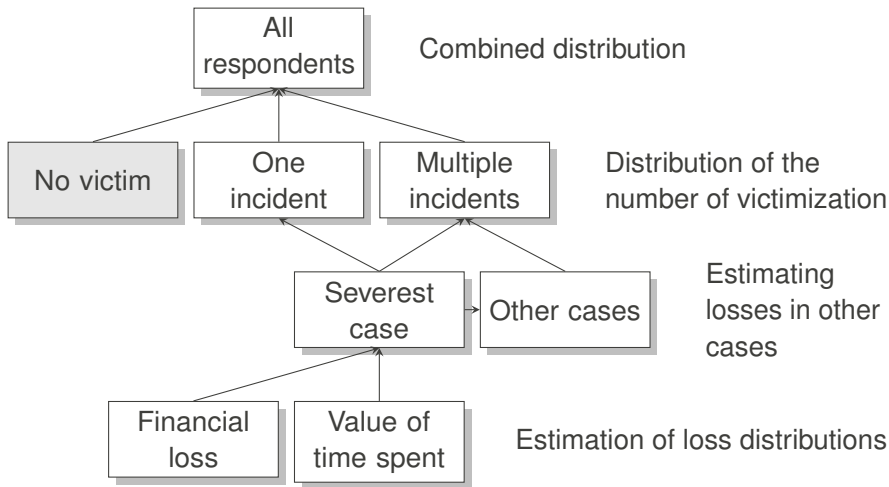 All
respondents
Combined distribution
No victim
One
incident
Multiple
incidents
Distribution of the
number of victimization
Severest
case
Other cases
Estimating
losses in other
cases
Financial
loss
Value of
time spent
Estimation of loss distributions